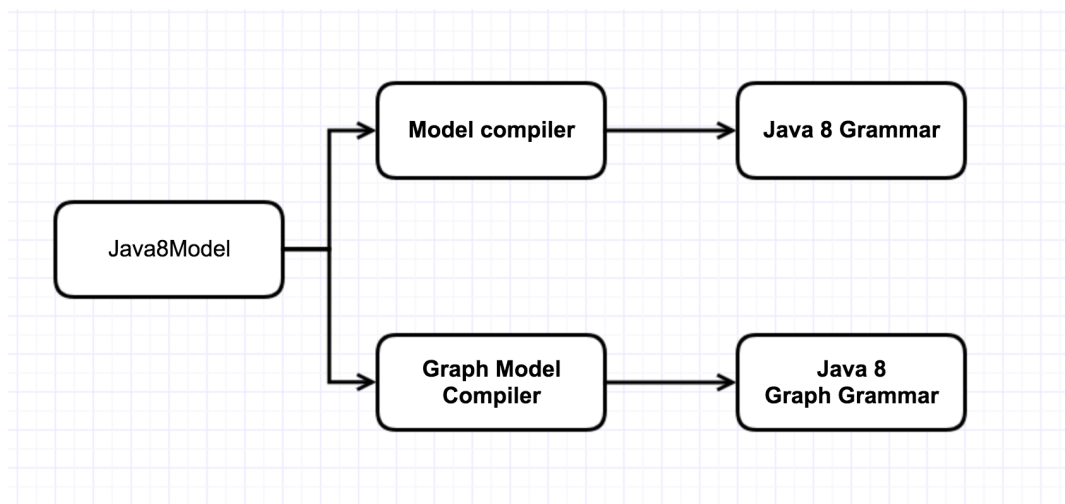 Model compiler
Java 8 Grammar
Java8Model
Graph Model
Compiler
Java 8
Graph Grammar